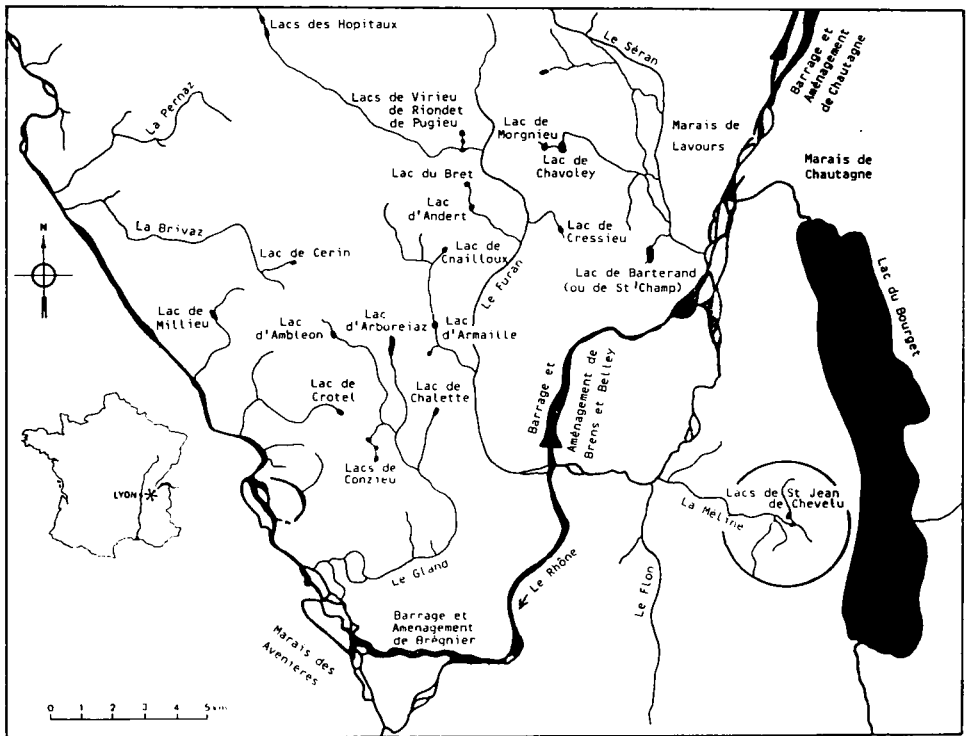 Lacs des Hopitaux
Le Séran
Barrage et
Aménagement
de Chautagne
La Pernaz
Lacs de Virieu
de Riondet
de Pugieu
Lac de
Morgnieu
Marais de
Lavours
Lac de
Chavoley
Marais de
Chautagne
Lac du Bret
Lac
d'Andert
La Brivaz
Lac de
Cressieu
N
Lac de Cerin
Lac de
Cnailloux
Le Furan
Lac de Barterand
(ou de St Champ)
Lac du Bourget
Lac de
Millieu
Lac
d'Ambleon
Lac
d'Arboreiaz
Lac
d'Armaille
Lac de
Crotel
Lac de
Chalette
Barrage et
Aménagement de
Brens et Belley
Lacs de
Conzieu
LYON
Lacs de St Jean
de Chevelu
La Méline
Le Gland
Le Rhône
Le Flon
Barrage et
Amenagement
de Brégnier
Marais des
Avenieres
0 1 2 3 4 5 km